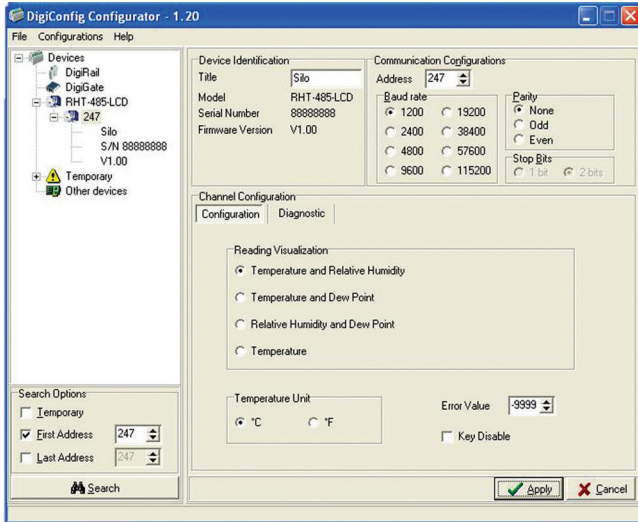 DigiConfig Configurator - 1.20
File Configurations Help
Devices
DigiRail
DigiGate
RHT-485-LCD
247
Silo
S/N 88888888
V1.00
Temporary
Other devices
Search Options
Temporary
First Address 247
Last Address 247
Search
Device Identification
Title Silo
Model RHT-485-LCD
Serial Number 88888888
Firmware Version V1.00
Communication Configurations
Address 247
Baud rate
1200 19200
2400 38400
4800 57600
9600 115200
Parity
None
Odd
Even
Stop Bits
1 bit 2 bits
Channel Configuration
Configuration Diagnostic
Reading Visualization
Temperature and Relative Humidity
Temperature and Dew Point
Relative Humidity and Dew Point
Temperature
Temperature Unit
°C °F
Error Value -9999
Key Disable
Apply Cancel